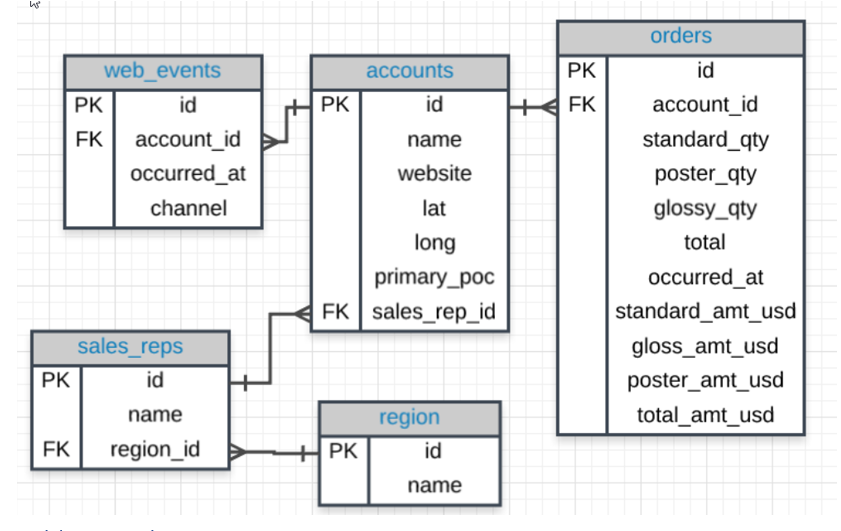 web_events
PK id
FK account_id
occurred_at
channel
accounts
PK id
name
website
lat
long
primary_poc
FK sales_rep_id
orders
PK id
FK account_id
standard_qty
poster_qty
glossy_qty
total
occurred_at
standard_amt_usd
gloss_amt_usd
poster_amt_usd
total_amt_usd
sales_reps
PK id
name
FK region_id
region
PK id
name